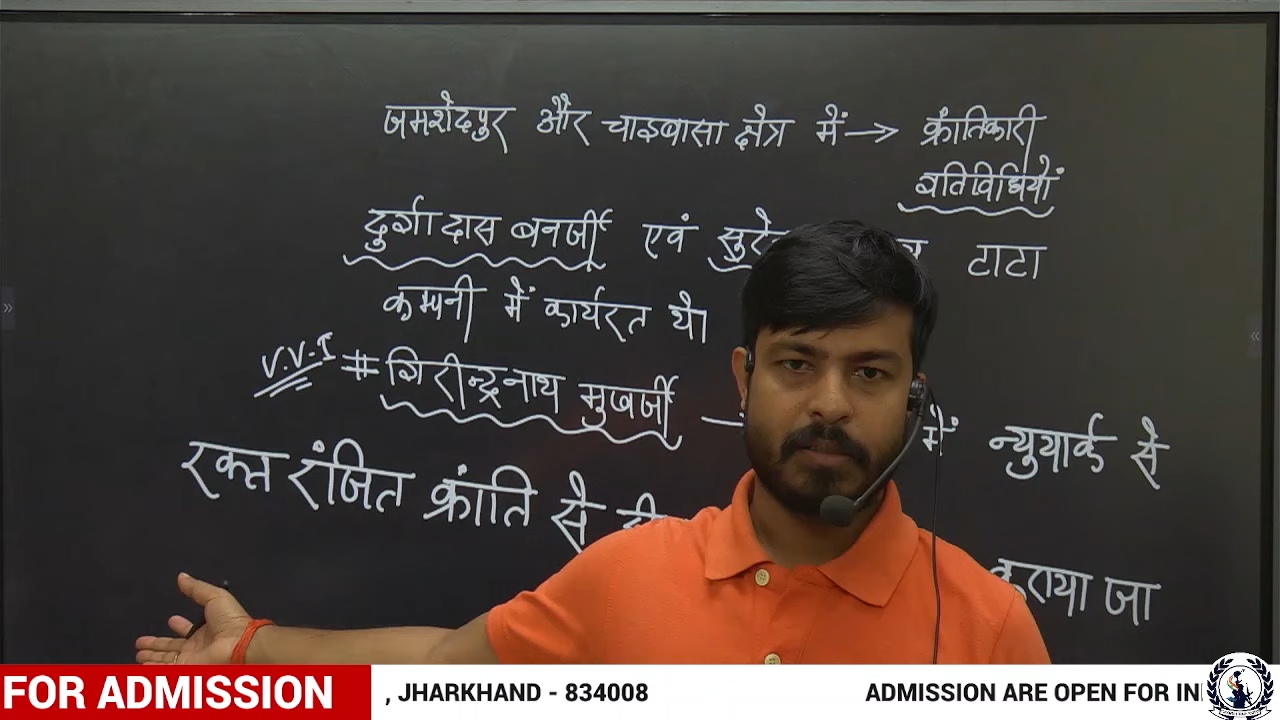 जमशेदपुर और चाइबासा क्षेत्र में → क्रांतिकारी
गतिविधियाँ
दुर्गादास बनर्जी एवं टाटा
कम्पनी में कार्यरत थे।
V.V.I # गिरीन्द्रनाथ मुखर्जी → में न्युयार्क से
रक्त रंजित क्रांति से ही कराया जा
FOR ADMISSION , JHARKHAND - 834008 ADMISSION ARE OPEN FOR